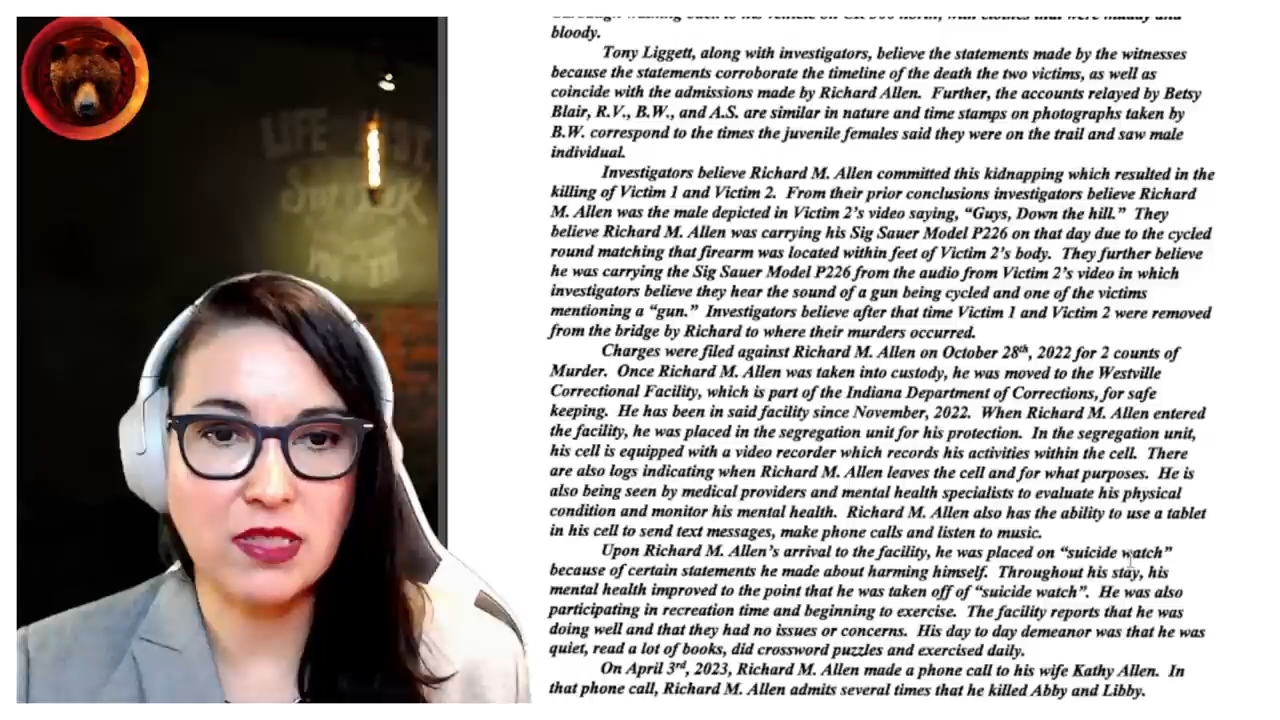 LIFE
bloody.
Tony Liggett, along with investigators, believe the statements made by the witnesses
because the statements corroborate the timeline of the death the two victims, as well as
coincide with the admissions made by Richard Allen. Further, the accounts relayed by Betsy
Blair, R.V., B.W., and A.S. are similar in nature and time stamps on photographs taken by
B.W. correspond to the times the juvenile females said they were on the trail and saw male
individual.
Investigators believe Richard M. Allen committed this kidnapping which resulted in the
killing of Victim 1 and Victim 2. From their prior conclusions investigators believe Richard
M. Allen was the male depicted in Victim 2's video saying, "Guys, Down the hill." They
believe Richard M. Allen was carrying his Sig Sauer Model P226 on that day due to the cycled
round matching that firearm was located within feet of Victim 2's body. They further believe
he was carrying the Sig Sauer Model P226 from the audio from Victim 2's video in which
investigators believe they hear the sound of a gun being cycled and one of the victims
mentioning a "gun." Investigators believe after that time Victim 1 and Victim 2 were removed
from the bridge by Richard to where their murders occurred.
Charges were filed against Richard M. Allen on October 28th, 2022 for 2 counts of
Murder. Once Richard M. Allen was taken into custody, he was moved to the Westville
Correctional Facility, which is part of the Indiana Department of Corrections, for safe
keeping. He has been in said facility since November, 2022. When Richard M. Allen entered
the facility, he was placed in the segregation unit for his protection. In the segregation unit,
his cell is equipped with a video recorder which records his activities within the cell. There
are also logs indicating when Richard M. Allen leaves the cell and for what purposes. He is
also being seen by medical providers and mental health specialists to evaluate his physical
condition and monitor his mental health. Richard M. Allen also has the ability to use a tablet
in his cell to send text messages, make phone calls and listen to music.
Upon Richard M. Allen's arrival to the facility, he was placed on "suicide watch"
because of certain statements he made about harming himself. Throughout his stay, his
mental health improved to the point that he was taken off of "suicide watch". He was also
participating in recreation time and beginning to exercise. The facility reports that he was
doing well and that they had no issues or concerns. His day to day demeanor was that he was
quiet, read a lot of books, did crossword puzzles and exercised daily.
On April 3rd, 2023, Richard M. Allen made a phone call to his wife Kathy Allen. In
that phone call, Richard M. Allen admits several times that he killed Abby and Libby.